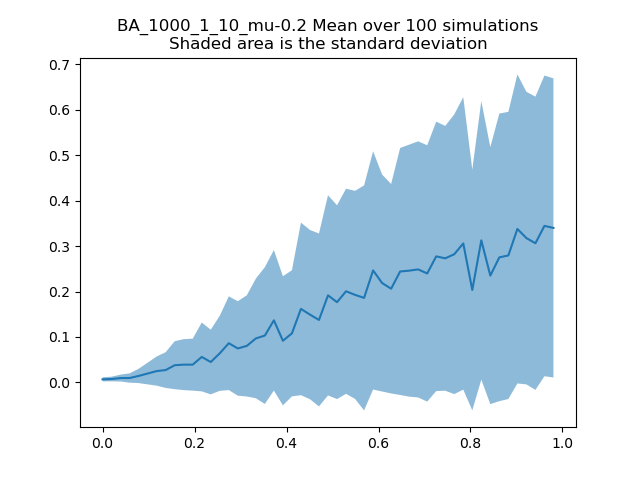 BA_1000_1_10_mu-0.2 Mean over 100 simulations
Shaded area is the standard deviation
0.7
0.6
0.5
0.4
0.3
0.2
0.1
0.0
0.0 0.2 0.4 0.6 0.8 1.0